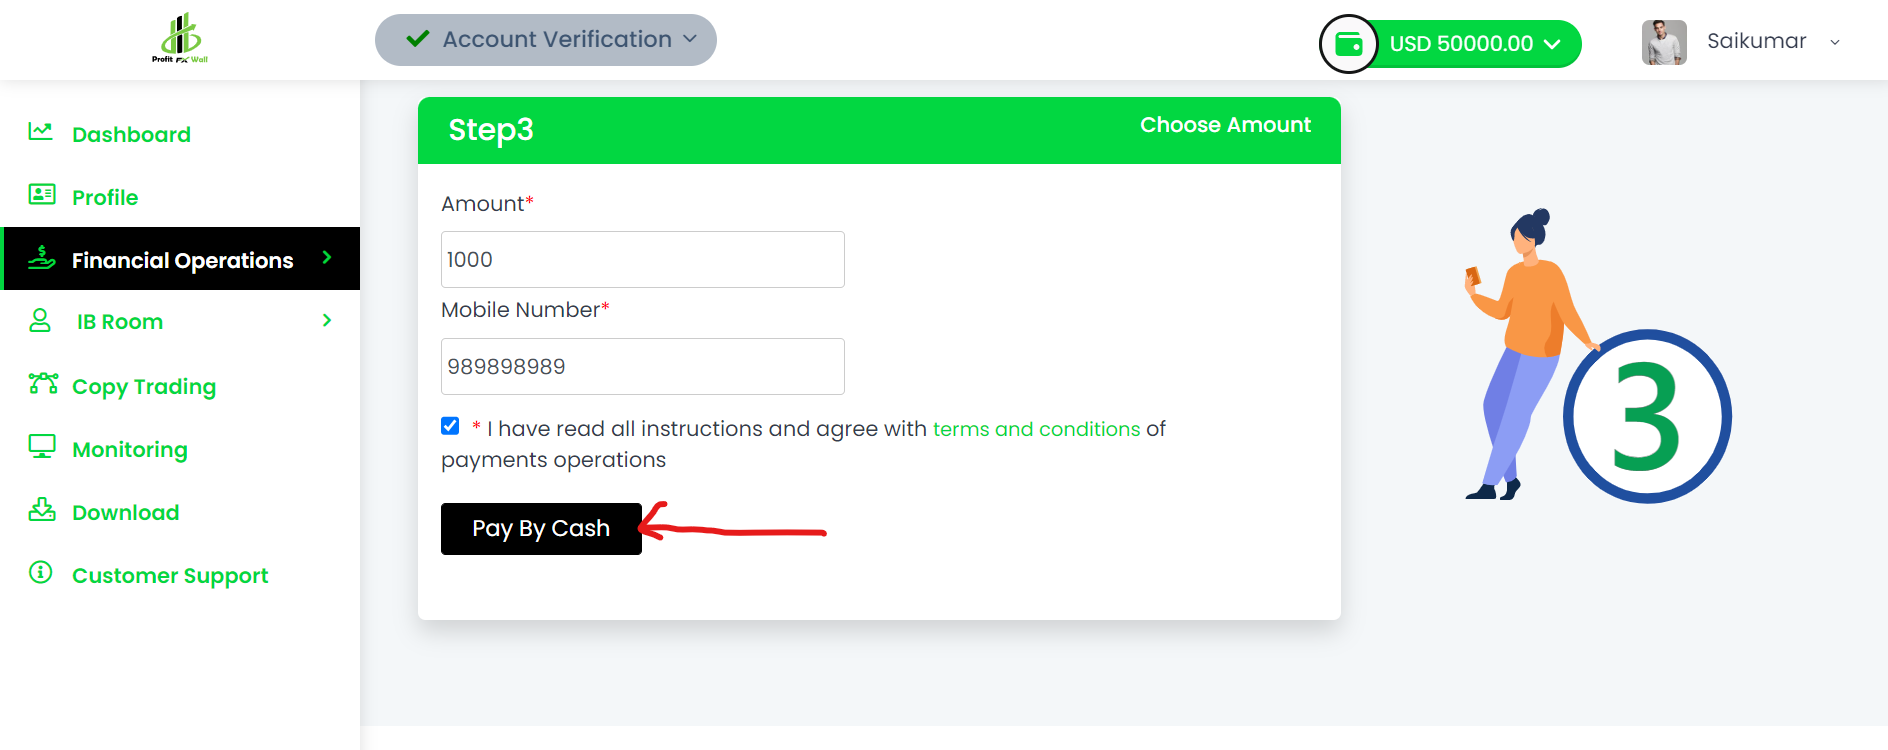 Profit FX Wall
Account Verification
USD 50000.00
Saikumar
Dashboard
Profile
Financial Operations
IB Room
Copy Trading
Monitoring
Download
Customer Support
Step3
Choose Amount
Amount*
1000
Mobile Number*
989898989
* I have read all instructions and agree with terms and conditions of
payments operations
Pay By Cash
3